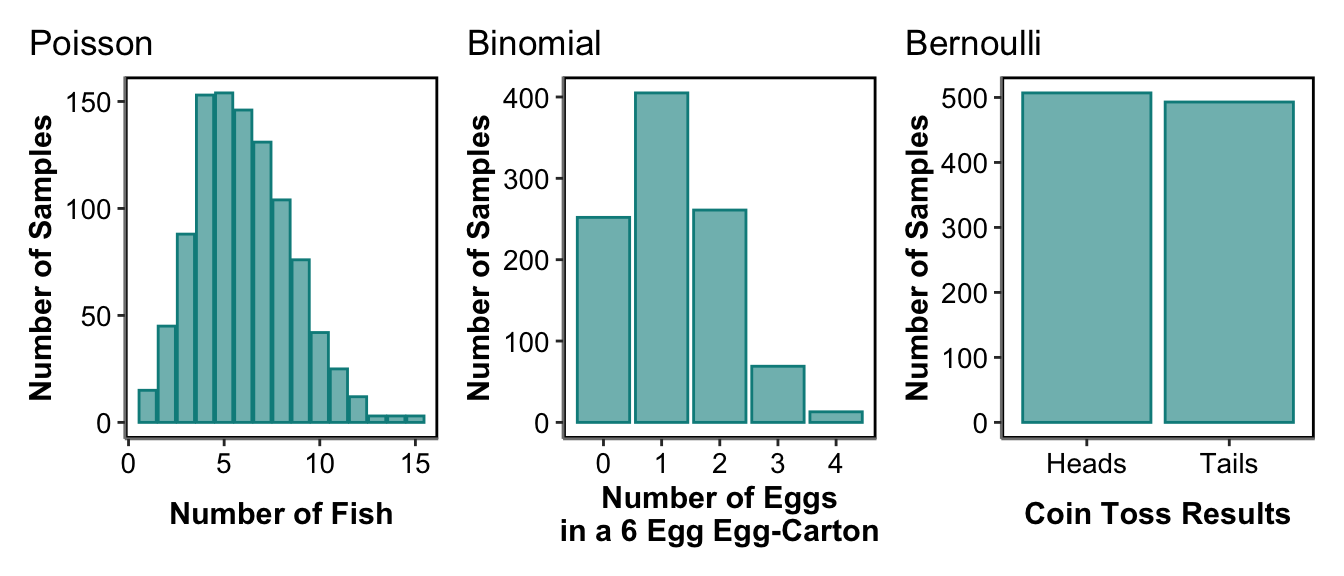 Poisson
Number of Samples
150
100
50
0
0 5 10 15
Number of Fish
Binomial
Number of Samples
400
300
200
100
0
0 1 2 3 4
Number of Eggs
in a 6 Egg Egg-Carton
Bernoulli
Number of Samples
500
400
300
200
100
0
Heads Tails
Coin Toss Results